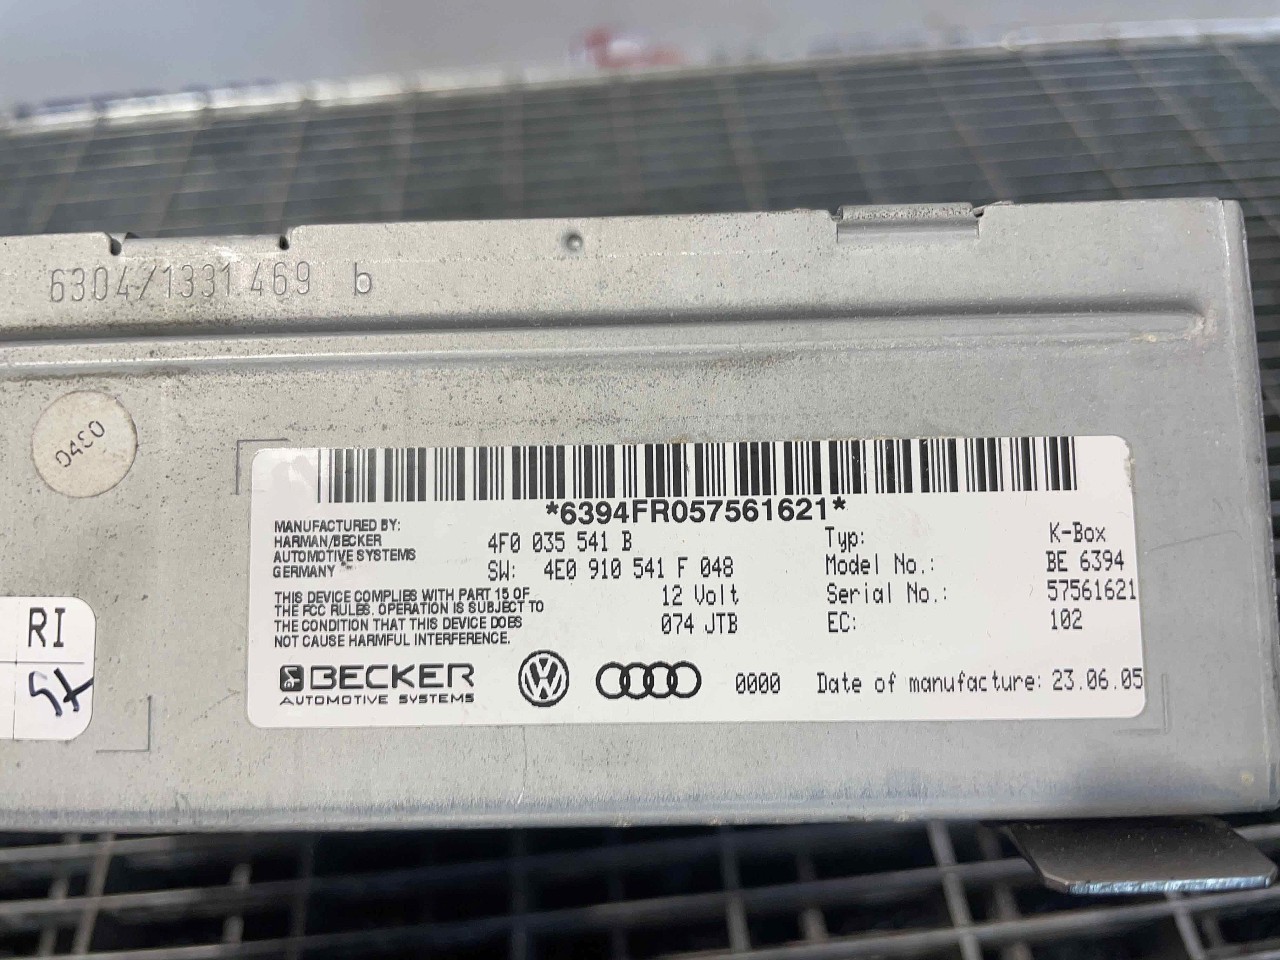 6304/1331.469 b
04E0
RI
5x
*6394FR057561621*
MANUFACTURED BY:
HARMAN/BECKER
AUTOMOTIVE SYSTEMS
GERMANY
4F0 035 541 B
SW: 4E0 910 541 F 048
12 Volt
074 JTB
Typ: K-Box
Model No.: BE 6394
Serial No.: 57561621
EC: 102
THIS DEVICE COMPLIES WITH PART 15 OF
THE FCC RULES. OPERATION IS SUBJECT TO
THE CONDITION THAT THIS DEVICE DOES
NOT CAUSE HARMFUL INTERFERENCE.
BECKER
AUTOMOTIVE SYSTEMS
0000 Date of manufacture: 23.06.05